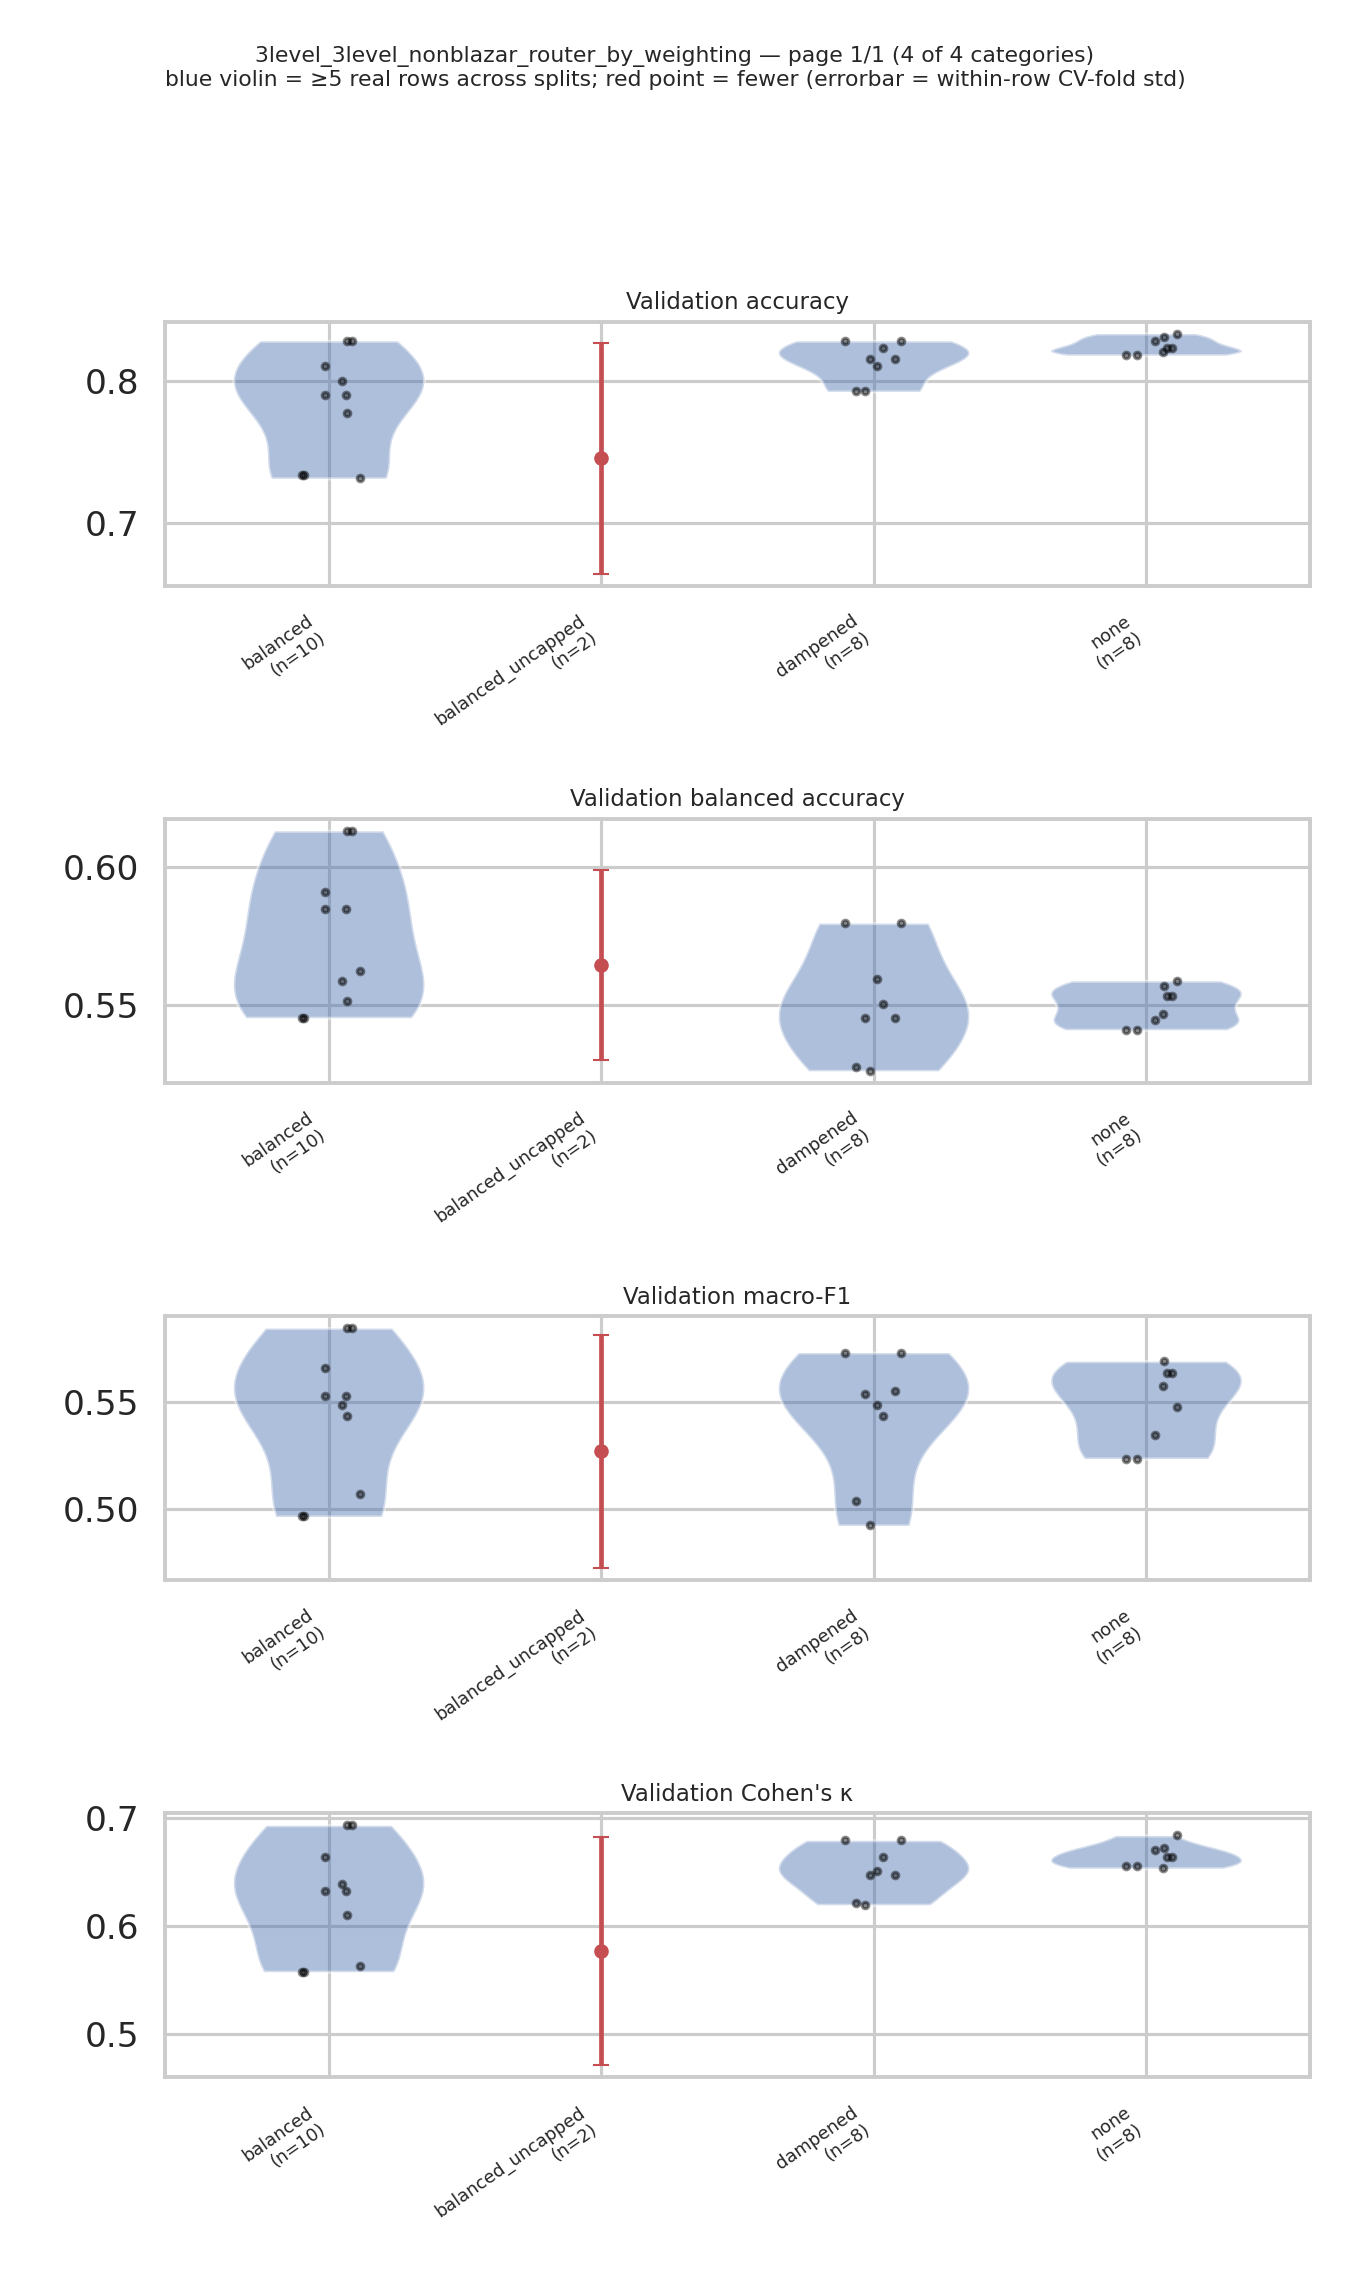 3level_3level_nonblazar_router_by_weighting — page 1/1 (4 of 4 categories)
blue violin = ≥5 real rows across splits; red point = fewer (errorbar = within-row CV-fold std)
Validation accuracy
0.8
0.7
balanced
(n=10)
balanced_uncapped
(n=2)
dampened
(n=8)
none
(n=8)
Validation balanced accuracy
0.60
0.55
balanced
(n=10)
balanced_uncapped
(n=2)
dampened
(n=8)
none
(n=8)
Validation macro-F1
0.55
0.50
balanced
(n=10)
balanced_uncapped
(n=2)
dampened
(n=8)
none
(n=8)
Validation Cohen's κ
0.7
0.6
0.5
balanced
(n=10)
balanced_uncapped
(n=2)
dampened
(n=8)
none
(n=8)